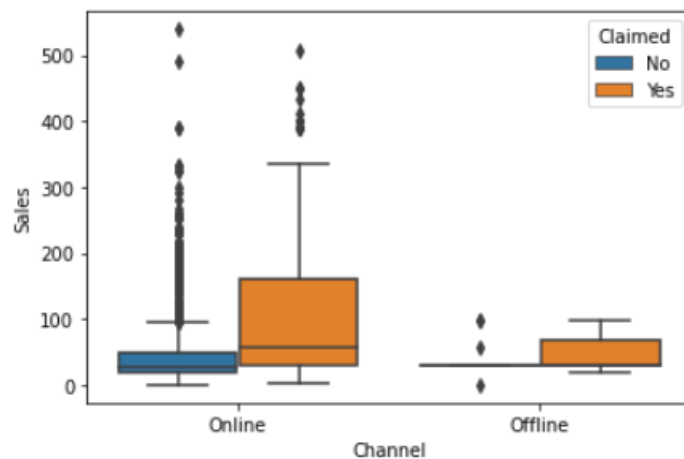 Claimed
No
Yes
500
400
300
200
100
0
Sales
Online
Offline
Channel